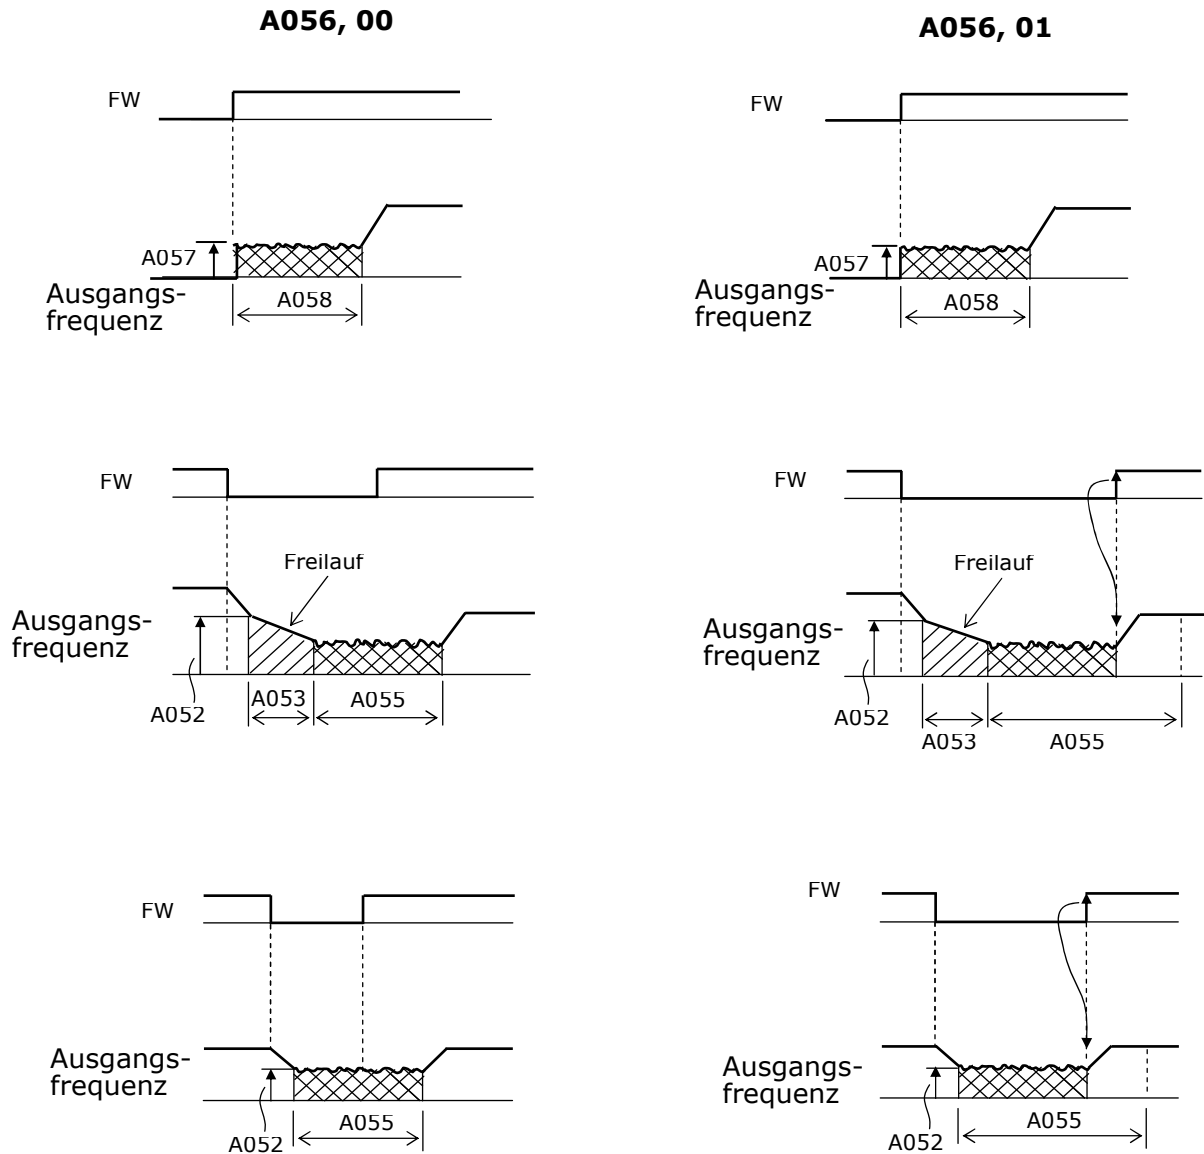 A056, 00
A056, 01
FW
A057
Ausgangs-
frequenz
A058
FW
A057
Ausgangs-
frequenz
A058
FW
Freilauf
Ausgangs-
frequenz
A052
A053
A055
FW
Freilauf
Ausgangs-
frequenz
A052
A053
A055
FW
Ausgangs-
frequenz
A052
A055
FW
Ausgangs-
frequenz
A052
A055